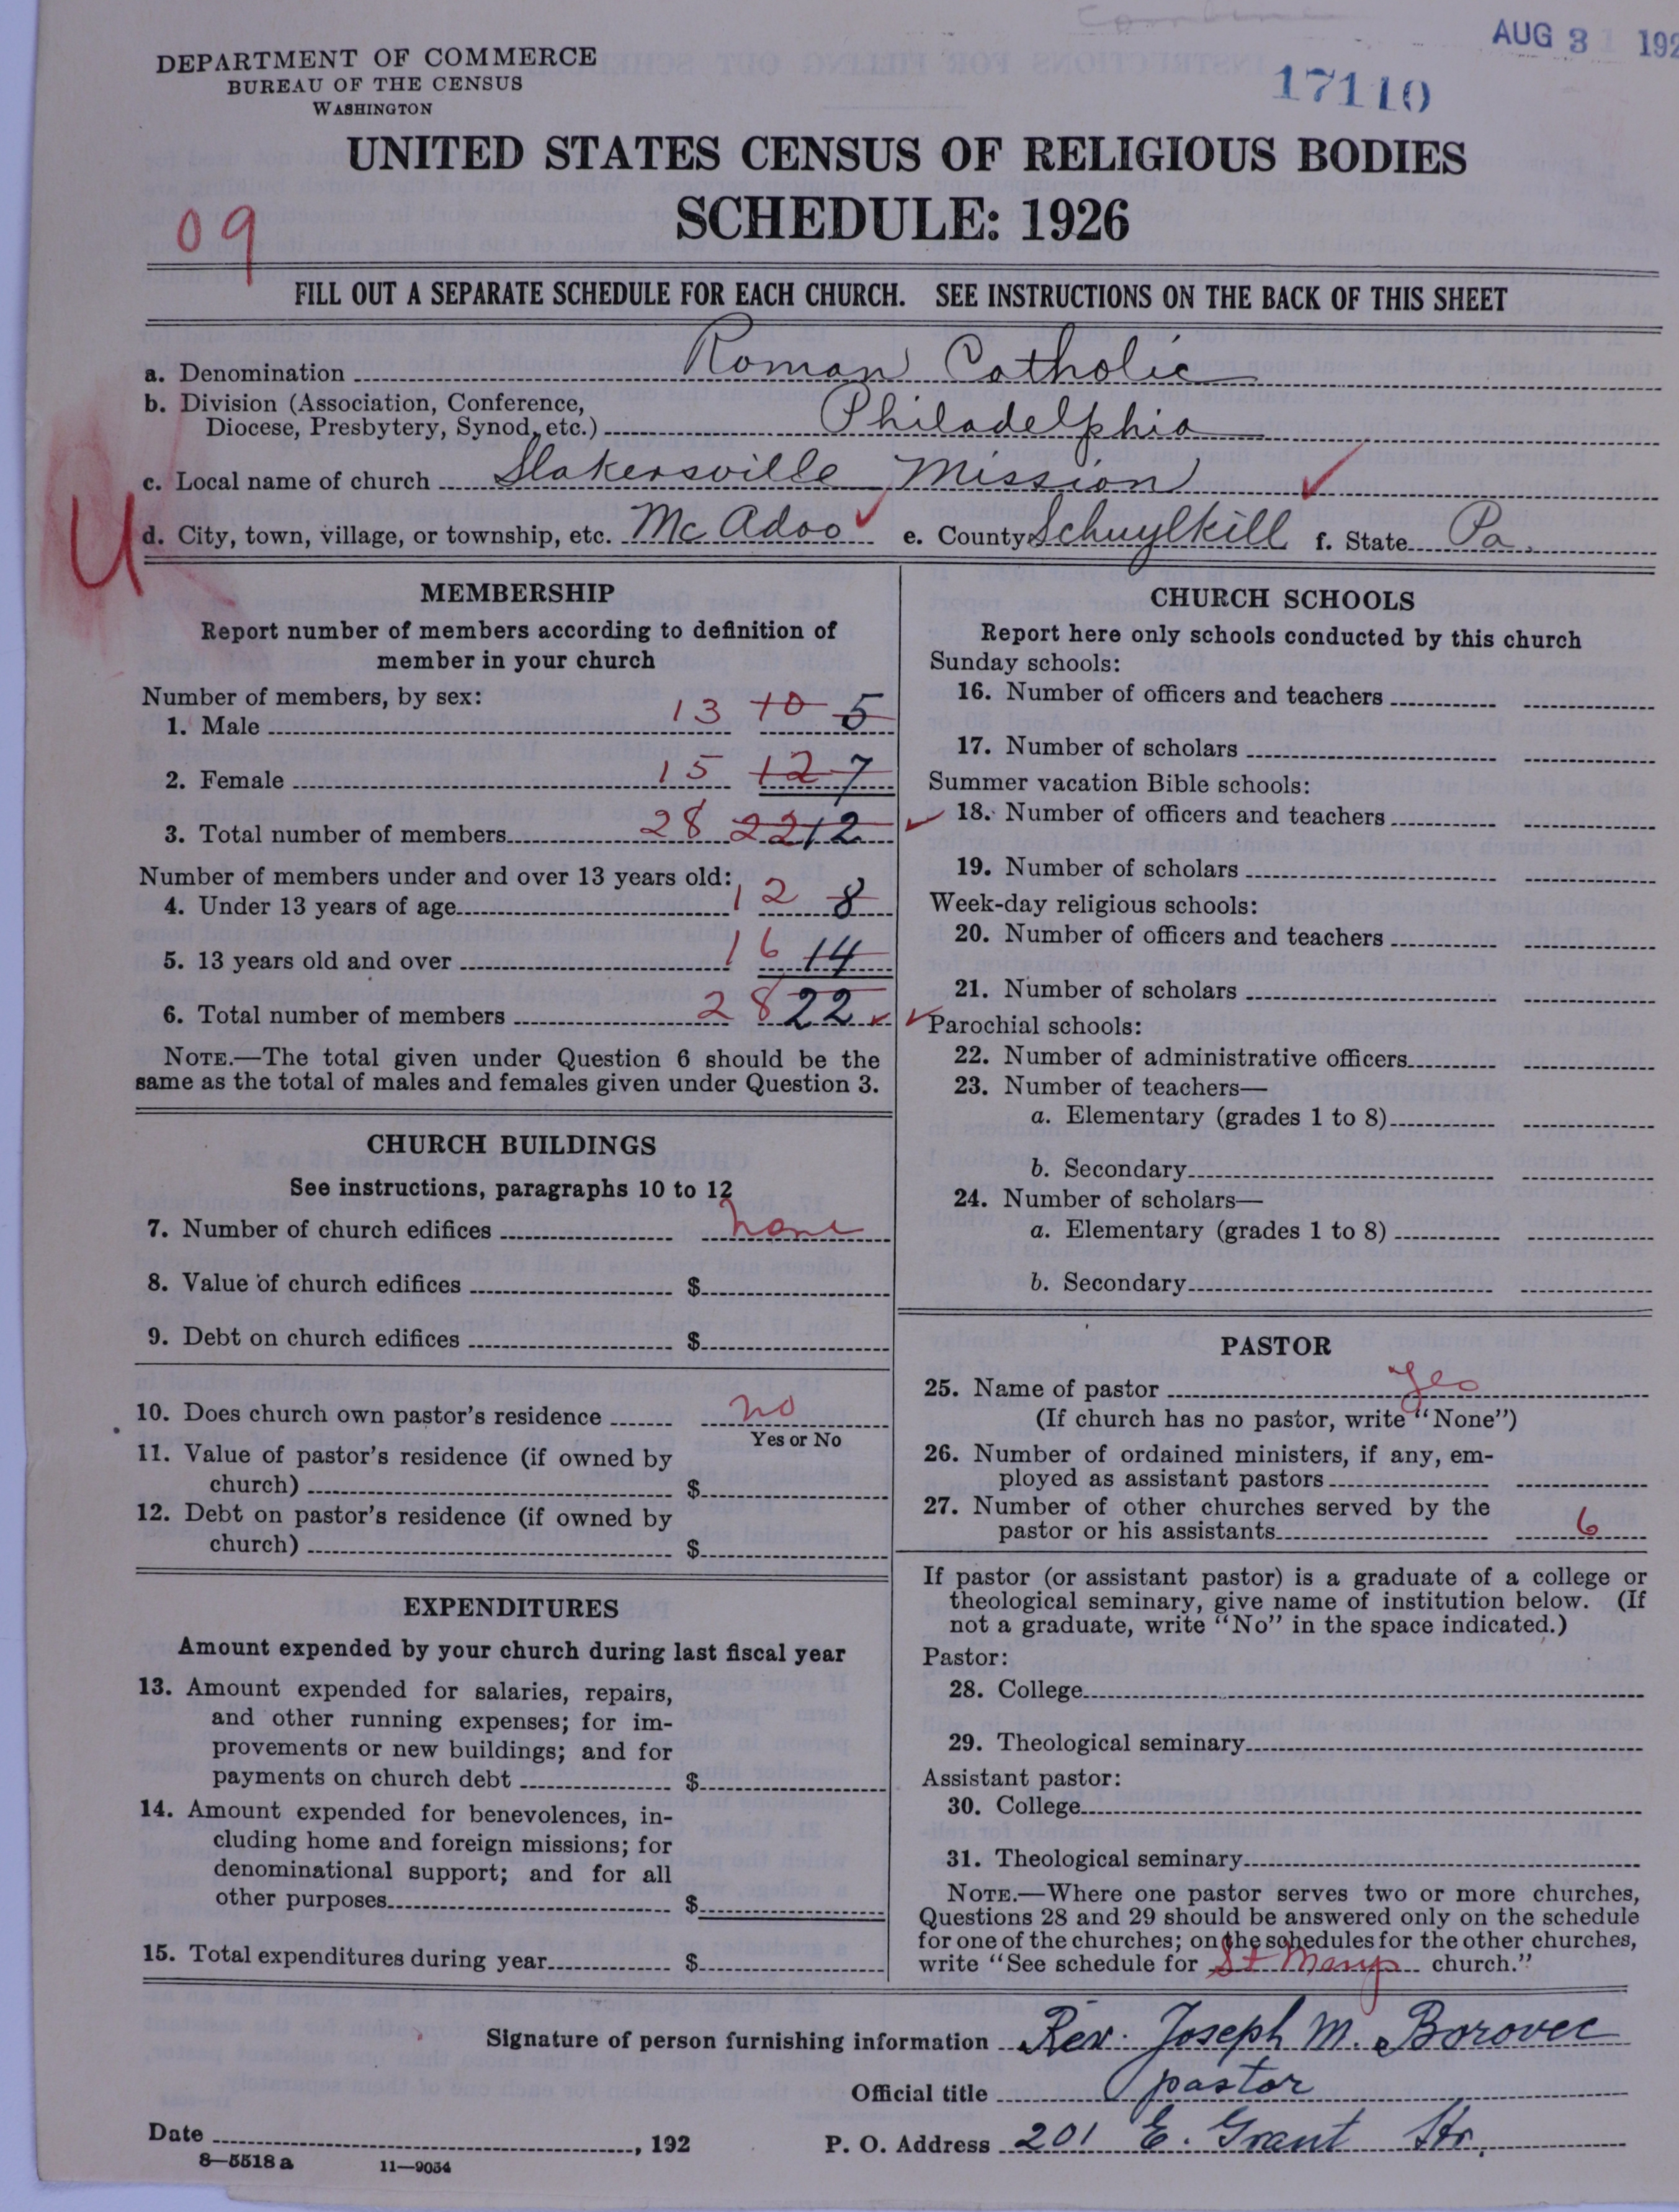 AUG 31 192
17110
DEPARTMENT OF COMMERCE
BUREAU OF THE CENSUS
WASHINGTON
UNITED STATES CENSUS OF RELIGIOUS BODIES
SCHEDULE: 1926
09
FILL OUT A SEPARATE SCHEDULE FOR EACH CHURCH. SEE INSTRUCTIONS ON THE BACK OF THIS SHEET
a. Denomination Roman Catholic
b. Division (Association, Conference,
Diocese, Presbytery, Synod, etc.) Philadelphia
c. Local name of church Slakersville Mission
U
d. City, town, village, or township, etc. Mc Adoo e. County Schuylkill f. State Pa.
MEMBERSHIP
Report number of members according to definition of
member in your church
Number of members, by sex:
1. Male 13 10 5
2. Female 15 12 7
3. Total number of members 28 22 12
Number of members under and over 13 years old:
4. Under 13 years of age 12 8
5. 13 years old and over 16 14
6. Total number of members 28 22
NOTE.—The total given under Question 6 should be the
same as the total of males and females given under Question 3.
CHURCH BUILDINGS
See instructions, paragraphs 10 to 12
7. Number of church edifices none
8. Value of church edifices $
9. Debt on church edifices $
10. Does church own pastor's residence no
Yes or No
11. Value of pastor's residence (if owned by
church) $
12. Debt on pastor's residence (if owned by
church) $
EXPENDITURES
Amount expended by your church during last fiscal year
13. Amount expended for salaries, repairs,
and other running expenses; for im-
provements or new buildings; and for
payments on church debt $
14. Amount expended for benevolences, in-
cluding home and foreign missions; for
denominational support; and for all
other purposes $
15. Total expenditures during year $
CHURCH SCHOOLS
Report here only schools conducted by this church
Sunday schools:
16. Number of officers and teachers
17. Number of scholars
Summer vacation Bible schools:
18. Number of officers and teachers
19. Number of scholars
Week-day religious schools:
20. Number of officers and teachers
21. Number of scholars
Parochial schools:
22. Number of administrative officers
23. Number of teachers—
a. Elementary (grades 1 to 8)
b. Secondary
24. Number of scholars—
a. Elementary (grades 1 to 8)
b. Secondary
PASTOR
25. Name of pastor yes
(If church has no pastor, write "None")
26. Number of ordained ministers, if any, em-
ployed as assistant pastors
27. Number of other churches served by the
pastor or his assistants 6
If pastor (or assistant pastor) is a graduate of a college or
theological seminary, give name of institution below. (If
not a graduate, write "No" in the space indicated.)
Pastor:
28. College
29. Theological seminary
Assistant pastor:
30. College
31. Theological seminary
NOTE.—Where one pastor serves two or more churches,
Questions 28 and 29 should be answered only on the schedule
for one of the churches; on the schedules for the other churches,
write "See schedule for St Marys church."
Signature of person furnishing information Rev. Joseph M. Borovec
Official title pastor
Date , 192 P. O. Address 201 E. Grant Str.
8—5518 a 11—9054